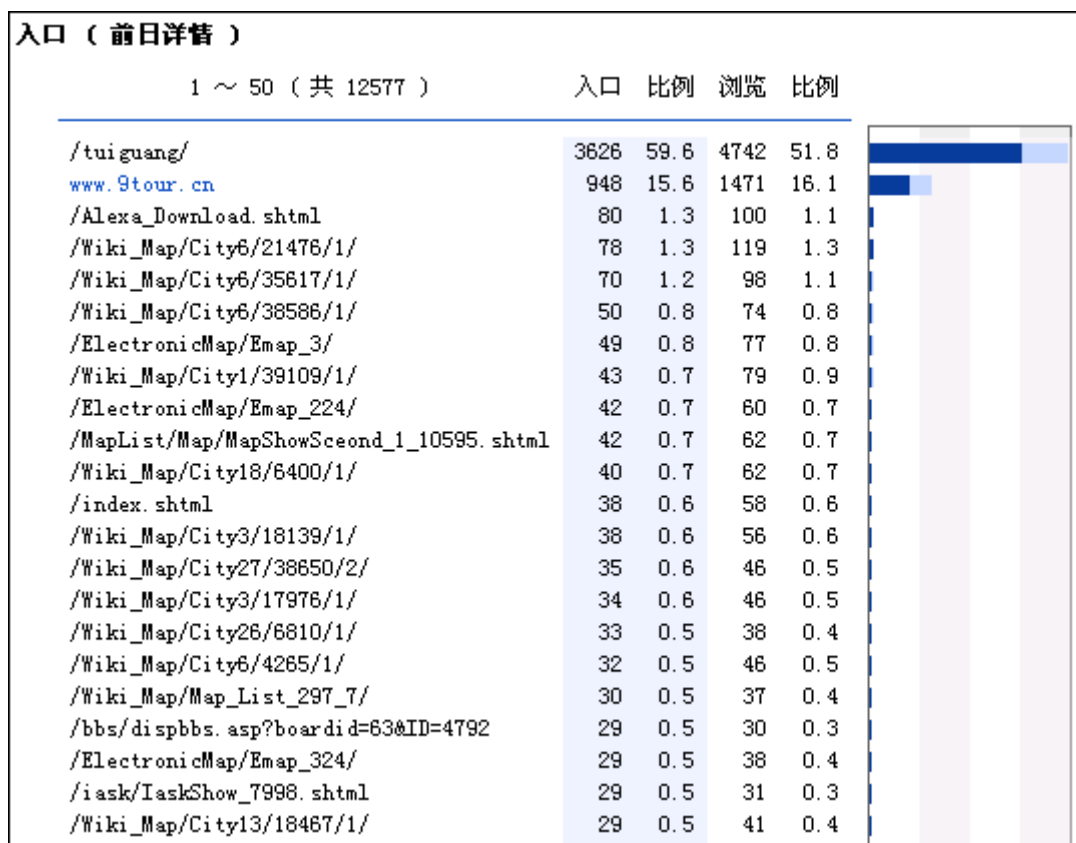 入口 ( 前日详情 )
1 ～ 50 ( 共 12577 ) 入口 比例 浏览 比例
/tuiguang/ 3626 59.6 4742 51.8
www.9tour.cn 948 15.6 1471 16.1
/Alexa_Download.shtml 80 1.3 100 1.1
/Wiki_Map/City6/21476/1/ 78 1.3 119 1.3
/Wiki_Map/City6/35617/1/ 70 1.2 98 1.1
/Wiki_Map/City6/38586/1/ 50 0.8 74 0.8
/ElectronicMap/Emap_3/ 49 0.8 77 0.8
/Wiki_Map/City1/39109/1/ 43 0.7 79 0.9
/ElectronicMap/Emap_224/ 42 0.7 60 0.7
/MapList/Map/MapShowSceond_1_10595.shtml 42 0.7 62 0.7
/Wiki_Map/City18/6400/1/ 40 0.7 62 0.7
/index.shtml 38 0.6 58 0.6
/Wiki_Map/City3/18139/1/ 38 0.6 56 0.6
/Wiki_Map/City27/38650/2/ 35 0.6 46 0.5
/Wiki_Map/City3/17976/1/ 34 0.6 46 0.5
/Wiki_Map/City26/6810/1/ 33 0.5 38 0.4
/Wiki_Map/City6/4265/1/ 32 0.5 46 0.5
/Wiki_Map/Map_List_297_7/ 30 0.5 37 0.4
/bbs/dispbbs.asp?boardid=63&ID=4792 29 0.5 30 0.3
/ElectronicMap/Emap_324/ 29 0.5 38 0.4
/iask/IaskShow_7998.shtml 29 0.5 31 0.3
/Wiki_Map/City13/18467/1/ 29 0.5 41 0.4